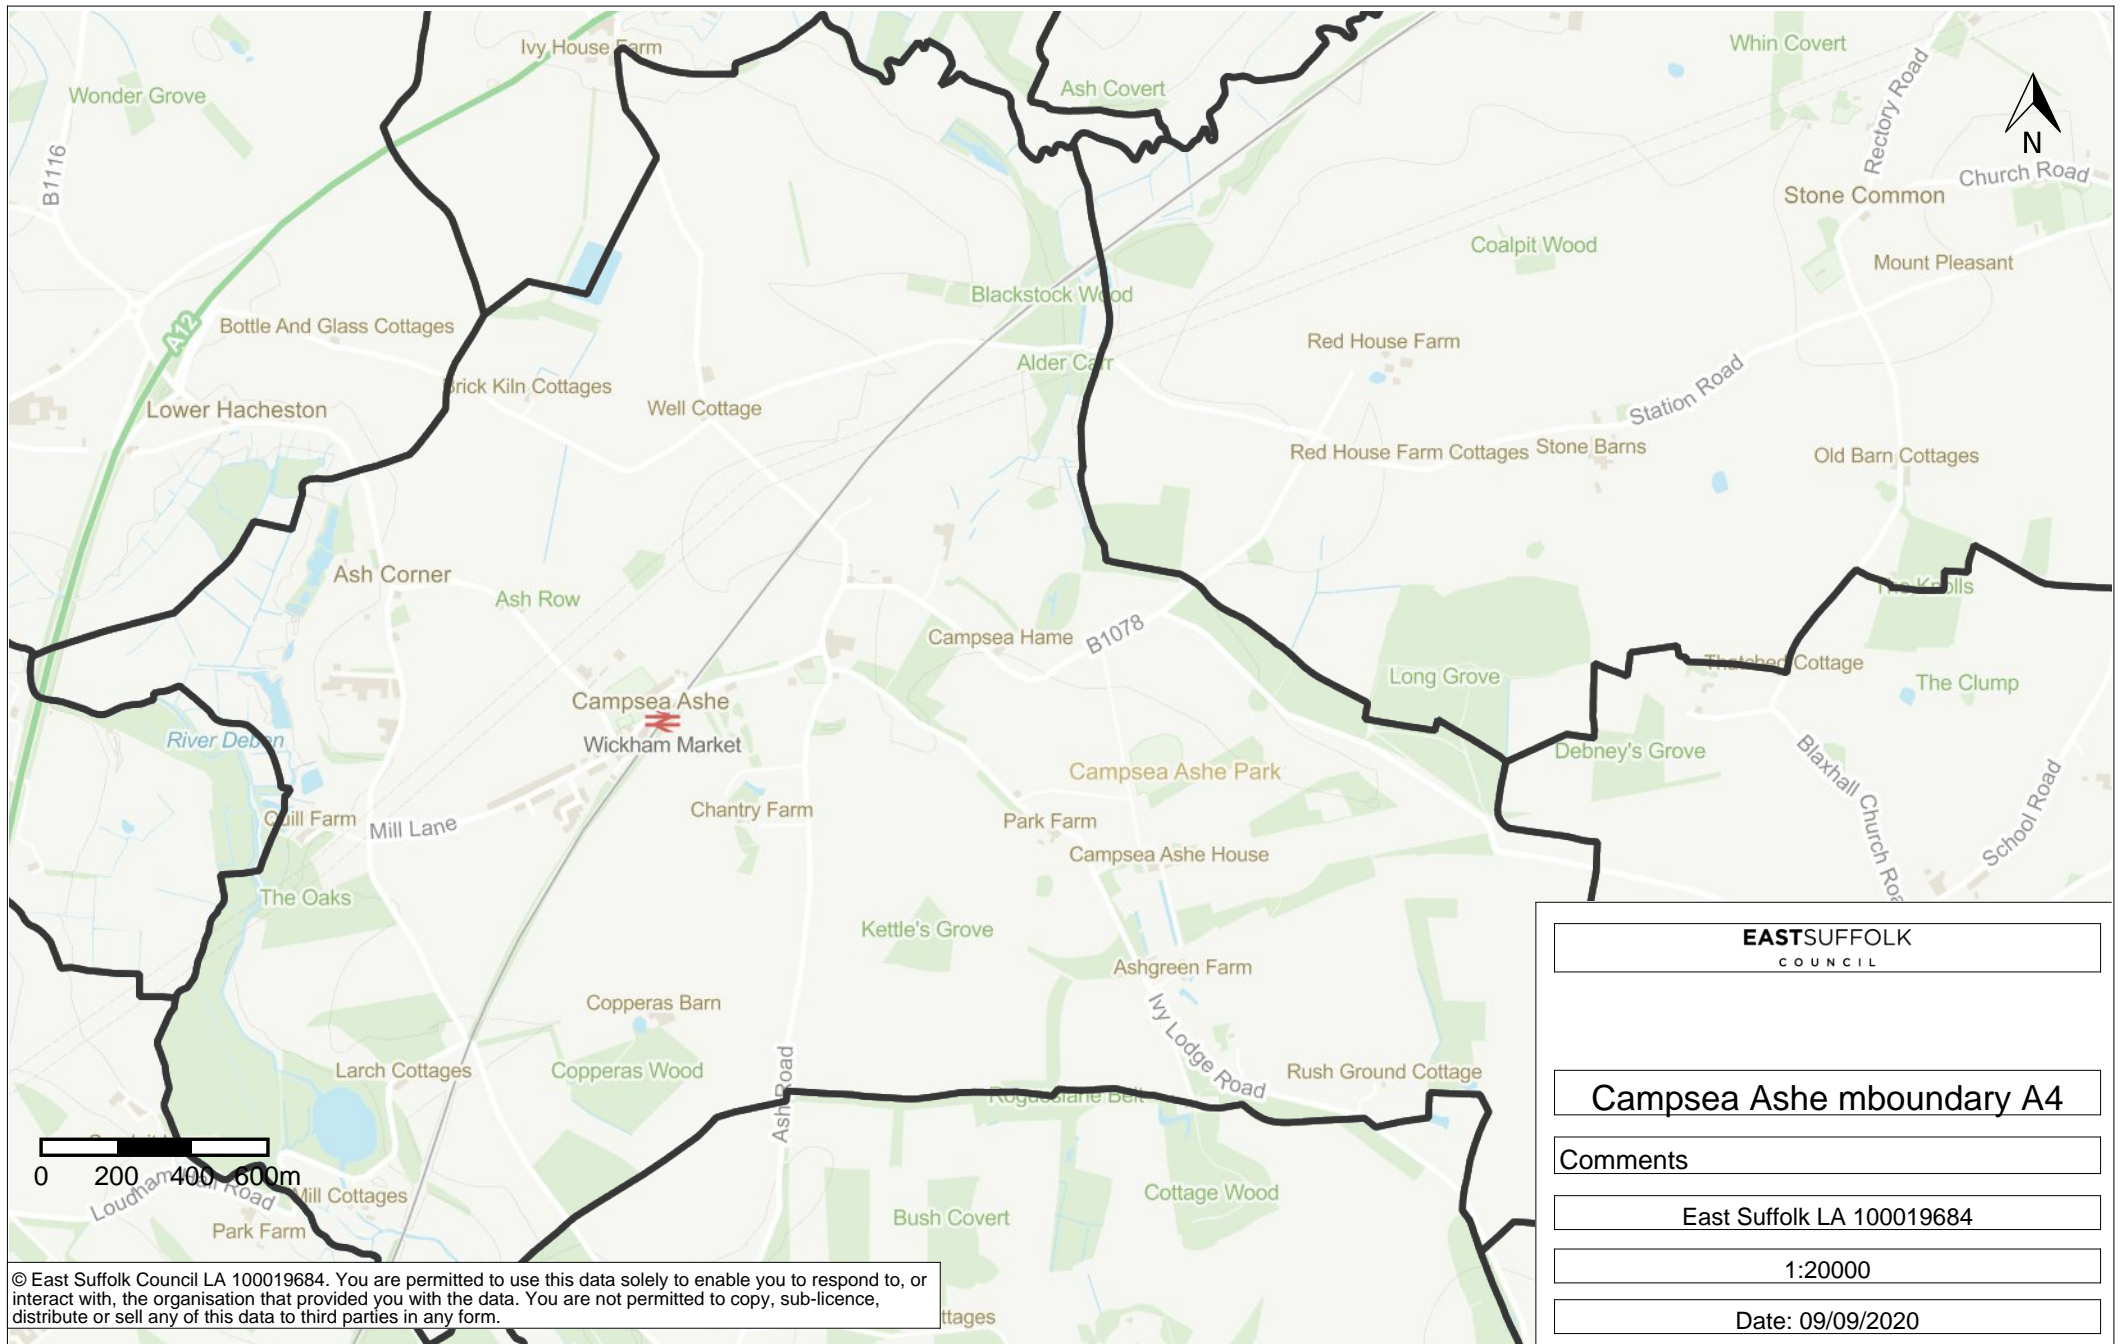 Ivy House Farm
Whin Covert
Wonder Grove
Ash Covert
Rectory Road
N
B1116
Church Road
Stone Common
Coalpit Wood
Mount Pleasant
Blackstock Wood
A12
Bottle And Glass Cottages
Red House Farm
Alder Carr
Brick Kiln Cottages
Station Road
Lower Hacheston
Well Cottage
Red House Farm Cottages
Stone Barns
Old Barn Cottages
Ash Corner
Ash Row
The Knolls
Campsea Hame
B1078
Thatched Cottage
Long Grove
The Clump
Campsea Ashe
River Deben
Wickham Market
Debney's Grove
Campsea Ashe Park
Blaxhall Church Roa
School Road
Chantry Farm
Quill Farm
Mill Lane
Park Farm
Campsea Ashe House
The Oaks
Kettle's Grove
Ashgreen Farm
Copperas Barn
Ivy Lodge Road
Larch Cottages
Copperas Wood
Rush Ground Cottage
Ash Road
Rogueslane Belt
0 200 400 600m
Loudham Hall Road
Mill Cottages
Cottage Wood
Park Farm
Bush Covert
ttages
© East Suffolk Council LA 100019684. You are permitted to use this data solely to enable you to respond to, or
interact with, the organisation that provided you with the data. You are not permitted to copy, sub-licence,
distribute or sell any of this data to third parties in any form.
EASTSUFFOLK
COUNCIL
Campsea Ashe mboundary A4
Comments
East Suffolk LA 100019684
1:20000
Date: 09/09/2020